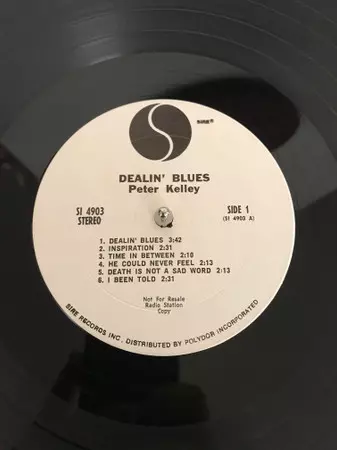 SIRE®
DEALIN' BLUES
Peter Kelley
SI 4903
STEREO
SIDE 1
(SI 4903 A)
1. DEALIN' BLUES 3:42
2. INSPIRATION 2:31
3. TIME IN BETWEEN 2:10
4. HE COULD NEVER FEEL 2:13
5. DEATH IS NOT A SAD WORD 2:13
6. I BEEN TOLD 2:31
Not for Resale
Radio Station
Copy
SIRE RECORDS INC., DISTRIBUTED BY POLYDOR INCORPORATED